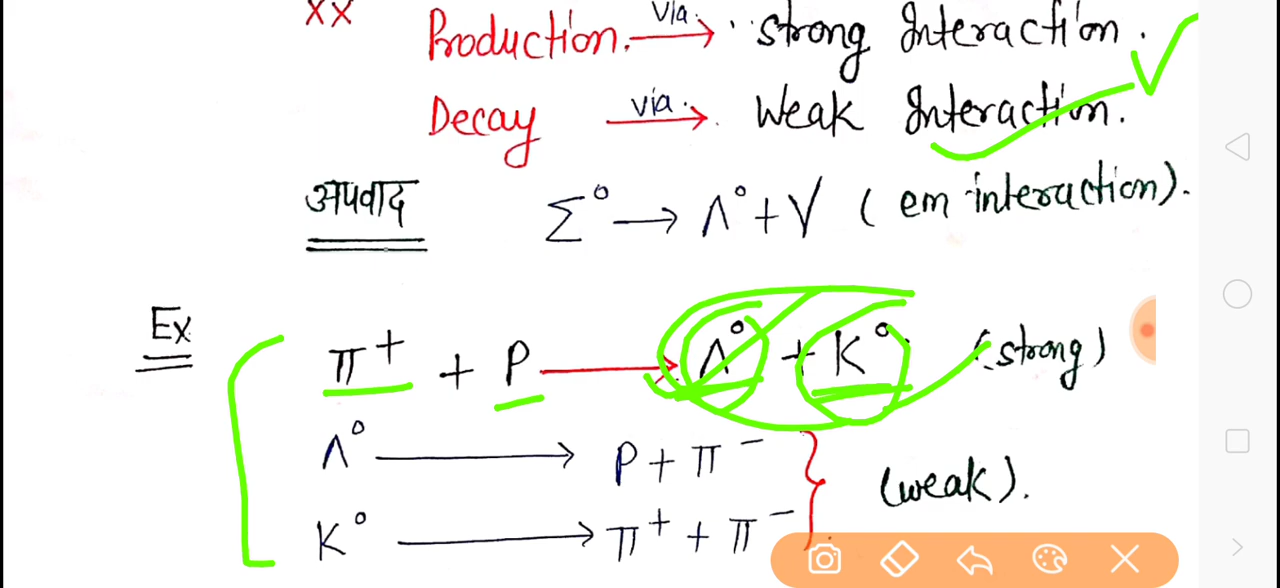 xx Production. via. → strong Interaction.
Decay via. → Weak Interaction.
अपवाद Σ° → Λ° + γ (em interaction).
Ex
π⁺ + P → Λ° + K° (strong)
Λ° → P + π⁻
K° → π⁺ + π⁻ (weak).